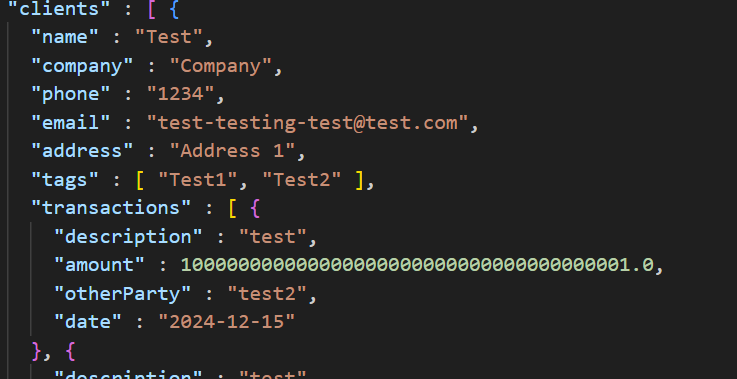 "clients" : [ {
"name" : "Test",
"company" : "Company",
"phone" : "1234",
"email" : "test-testing-test@test.com",
"address" : "Address 1",
"tags" : [ "Test1", "Test2" ],
"transactions" : [ {
"description" : "test",
"amount" : 1000000000000000000000000000000000001.0,
"otherParty" : "test2",
"date" : "2024-12-15"
}, {
"description" : "test"